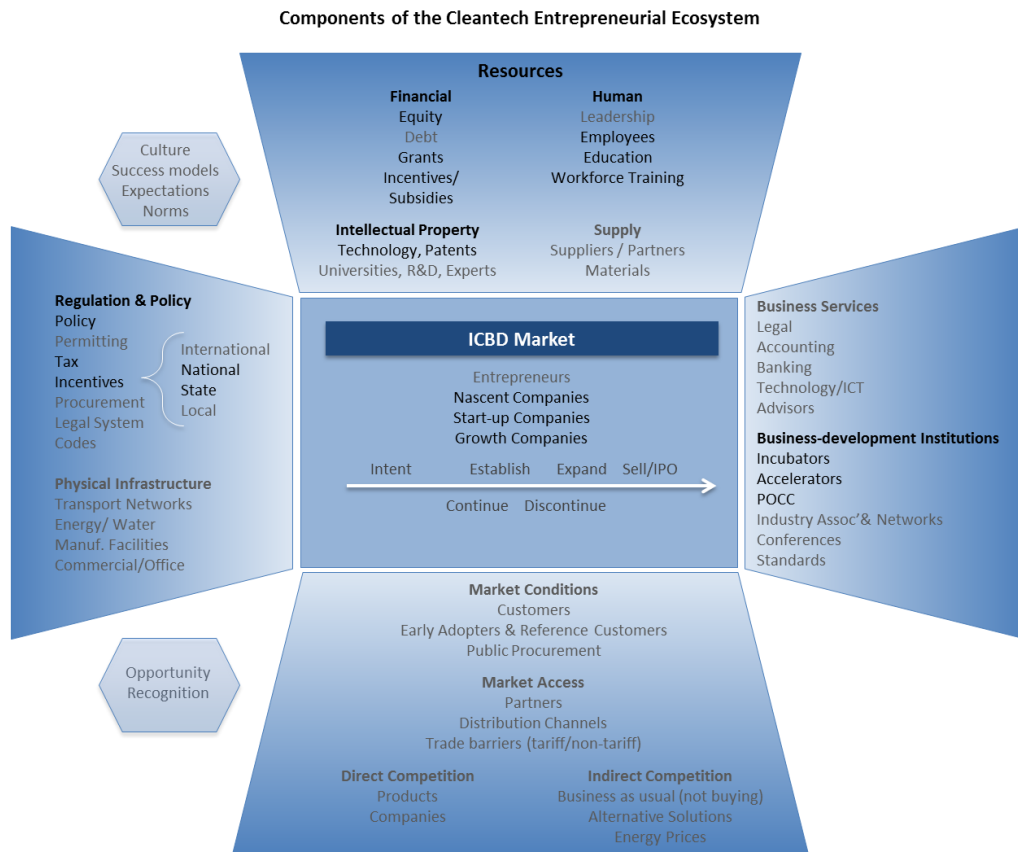 Components of the Cleantech Entrepreneurial Ecosystem
Resources
Financial
Equity
Debt
Grants
Incentives/
Subsidies
Human
Leadership
Employees
Education
Workforce Training
Intellectual Property
Technology, Patents
Universities, R&D, Experts
Supply
Suppliers / Partners
Materials
Culture
Success models
Expectations
Norms
Regulation & Policy
Policy
Permitting
Tax
Incentives
Procurement
Legal System
Codes
International
National
State
Local
Physical Infrastructure
Transport Networks
Energy/ Water
Manuf. Facilities
Commercial/Office
ICBD Market
Entrepreneurs
Nascent Companies
Start-up Companies
Growth Companies
Intent Establish Expand Sell/IPO
Continue Discontinue
Business Services
Legal
Accounting
Banking
Technology/ICT
Advisors
Business-development Institutions
Incubators
Accelerators
POCC
Industry Assoc'& Networks
Conferences
Standards
Opportunity
Recognition
Market Conditions
Customers
Early Adopters & Reference Customers
Public Procurement
Market Access
Partners
Distribution Channels
Trade barriers (tariff/non-tariff)
Direct Competition
Products
Companies
Indirect Competition
Business as usual (not buying)
Alternative Solutions
Energy Prices